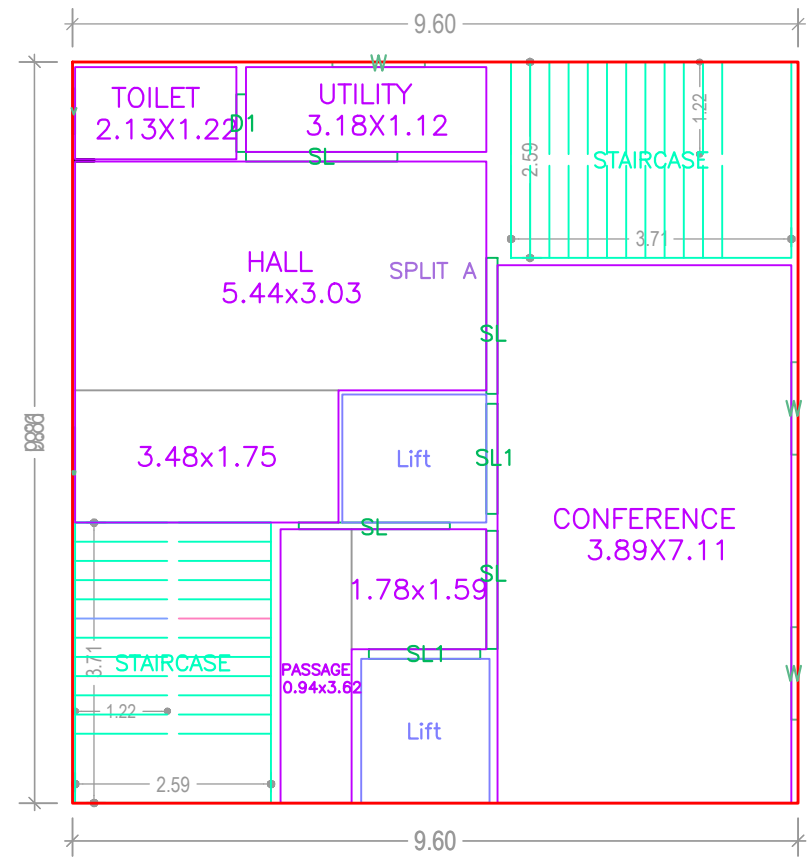 9.60
W
TOILET
2.13X1.22
D1
UTILITY
3.18X1.12
SL
1.22
2.59
STAIRCASE
3.71
HALL
5.44x3.03
SPLIT A
SL
W
3.48x1.75
Lift
SL1
SL
CONFERENCE
3.89X7.11
1.78x1.59
SL
SL1
PASSAGE
0.94x3.62
STAIRCASE
3.71
1.22
2.59
Lift
W
9.60